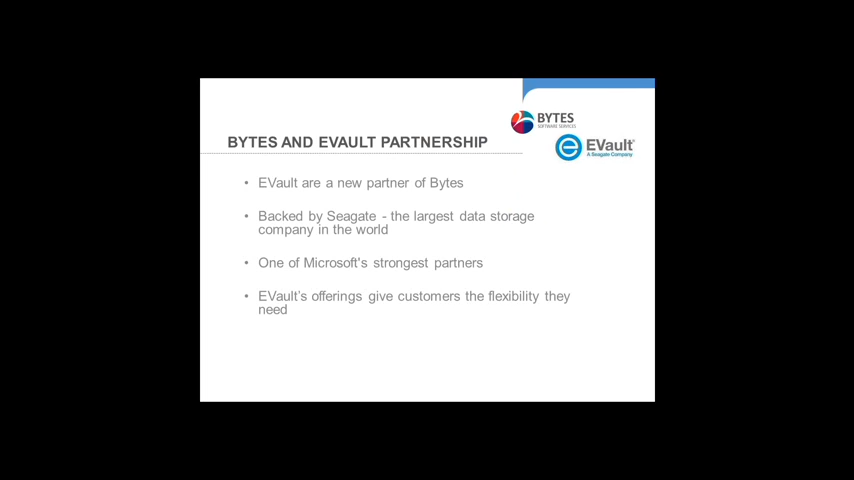 BYTES
SOFTWARE SERVICES
EVault
A Seagate Company
BYTES AND EVAULT PARTNERSHIP
• EVault are a new partner of Bytes
• Backed by Seagate - the largest data storage
company in the world
• One of Microsoft's strongest partners
• EVault's offerings give customers the flexibility they
need